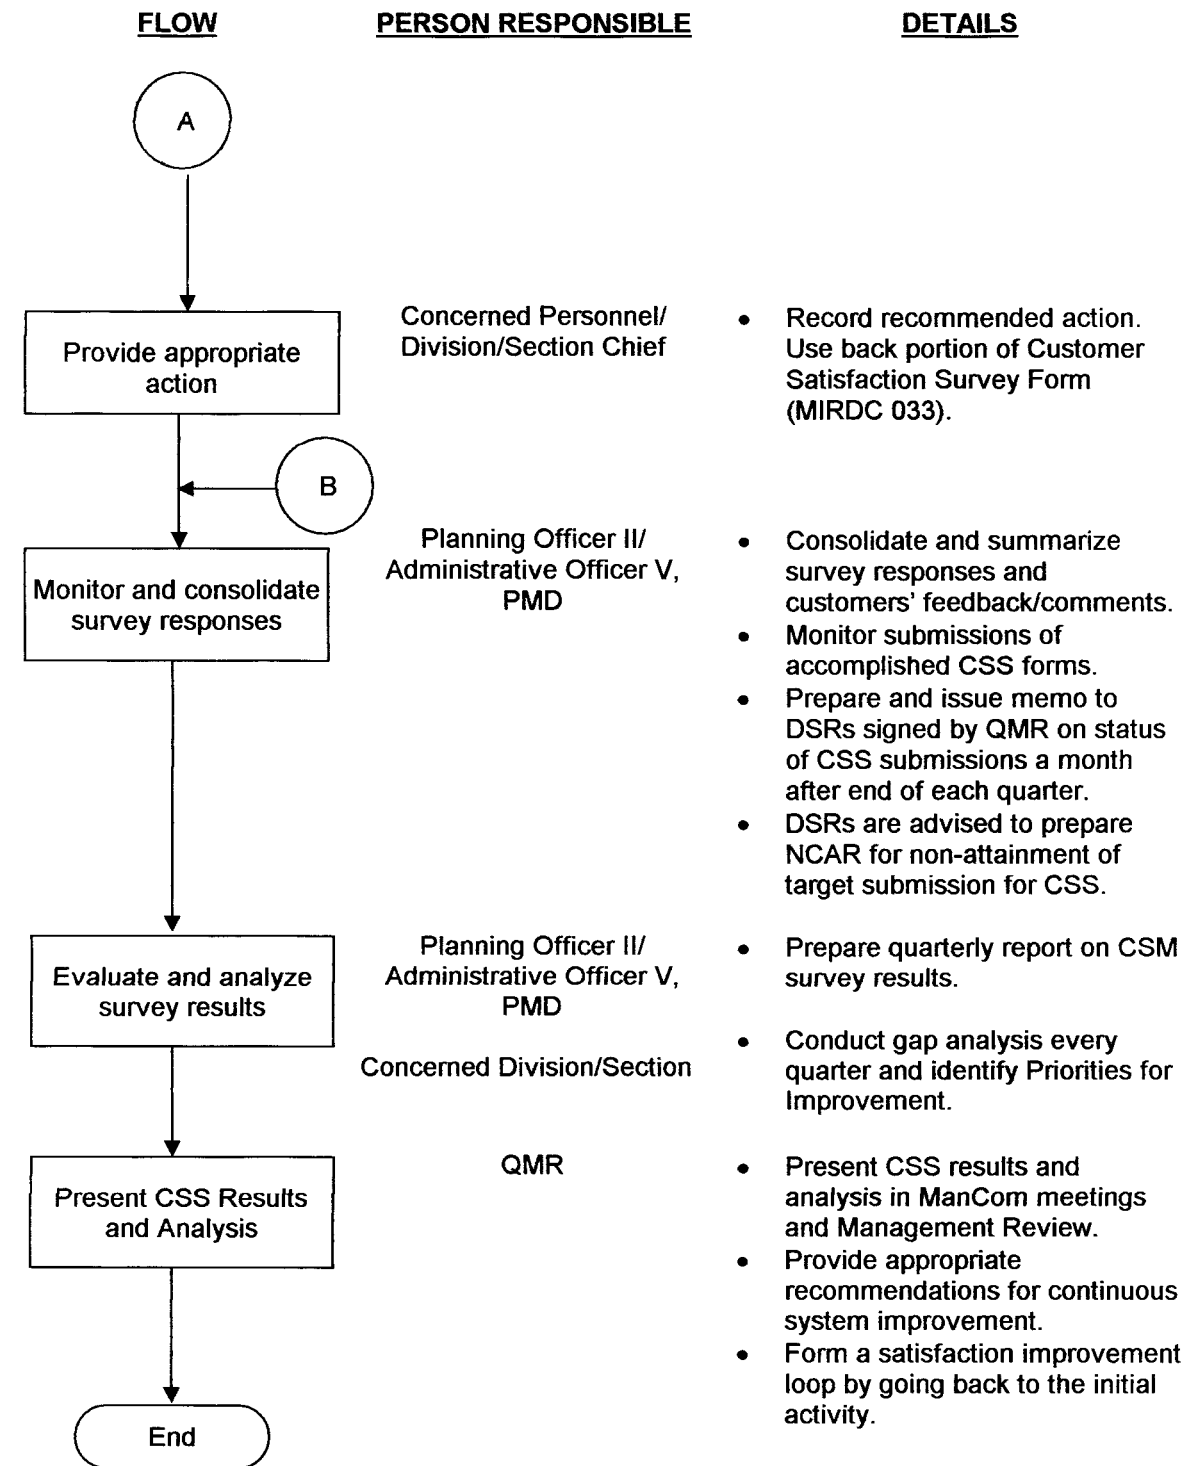 FLOW
PERSON RESPONSIBLE
DETAILS
A
Provide appropriate
action
Concerned Personnel/
Division/Section Chief
• Record recommended action.
Use back portion of Customer
Satisfaction Survey Form
(MIRDC 033).
B
Monitor and consolidate
survey responses
Planning Officer II/
Administrative Officer V,
PMD
• Consolidate and summarize
survey responses and
customers' feedback/comments.
• Monitor submissions of
accomplished CSS forms.
• Prepare and issue memo to
DSRs signed by QMR on status
of CSS submissions a month
after end of each quarter.
• DSRs are advised to prepare
NCAR for non-attainment of
target submission for CSS.
Evaluate and analyze
survey results
Planning Officer II/
Administrative Officer V,
PMD
• Prepare quarterly report on CSM
survey results.
Concerned Division/Section
• Conduct gap analysis every
quarter and identify Priorities for
Improvement.
Present CSS Results
and Analysis
QMR
• Present CSS results and
analysis in ManCom meetings
and Management Review.
• Provide appropriate
recommendations for continuous
system improvement.
• Form a satisfaction improvement
loop by going back to the initial
activity.
End